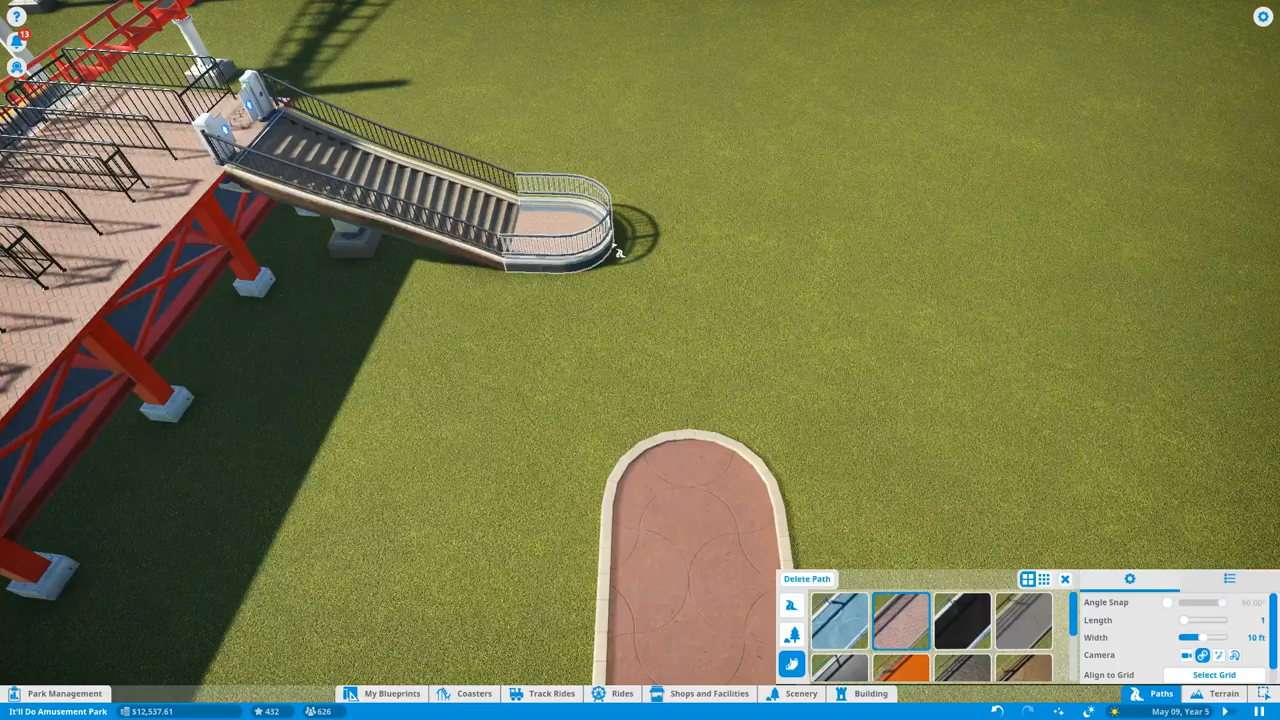 ?
13
Delete Path
Angle Snap 90.00°
Length 1
Width 10 ft
Camera
Align to Grid Select Grid
Park Management My Blueprints Coasters Track Rides Rides Shops and Facilities Scenery Building Paths Terrain
It'll Do Amusement Park $12,537.61 432 626 May 09, Year 5